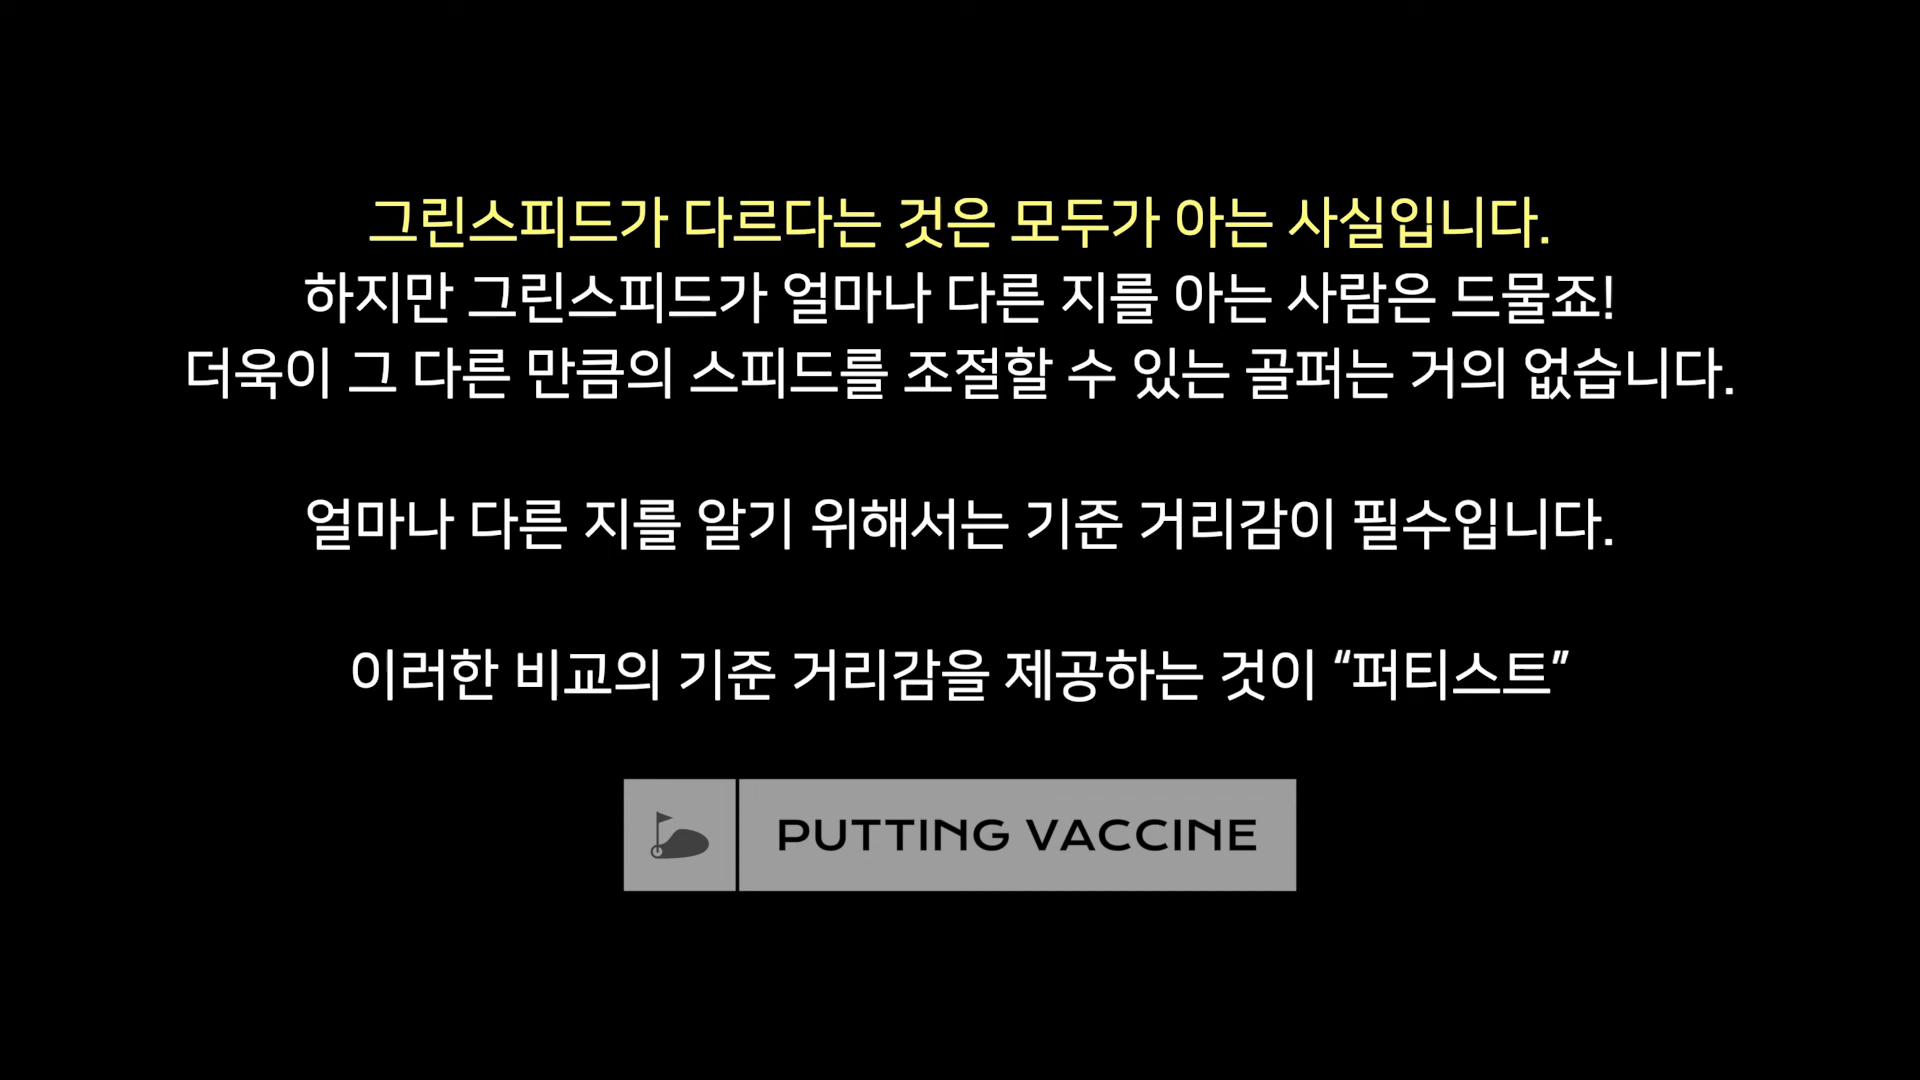 그린스피드가 다르다는 것은 모두가 아는 사실입니다.
하지만 그린스피드가 얼마나 다른 지를 아는 사람은 드물죠!
더욱이 그 다른 만큼의 스피드를 조절할 수 있는 골퍼는 거의 없습니다.
얼마나 다른 지를 알기 위해서는 기준 거리감이 필수입니다.
이러한 비교의 기준 거리감을 제공하는 것이 “퍼티스트”
PUTTING VACCINE